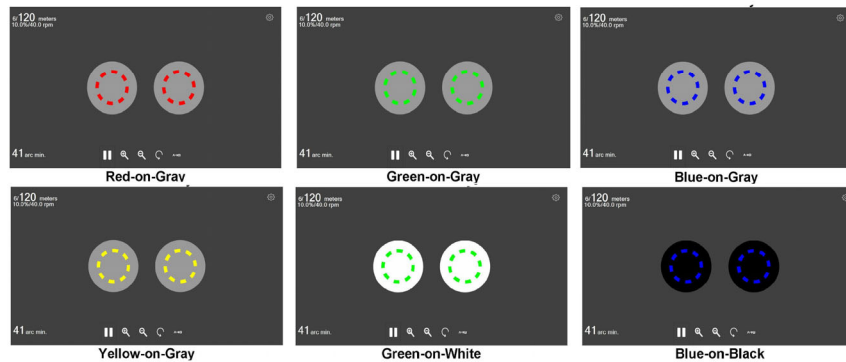 6/120 meters
10.0%/40.0 rpm
41 arc min.
Red-on-Gray
6/120 meters
10.0%/40.0 rpm
41 arc min.
Green-on-Gray
6/120 meters
10.0%/40.0 rpm
41 arc min.
Blue-on-Gray
6/120 meters
10.0%/40.0 rpm
41 arc min.
Yellow-on-Gray
6/120 meters
10.0%/40.0 rpm
41 arc min.
Green-on-White
6/120 meters
10.0%/40.0 rpm
41 arc min.
Blue-on-Black